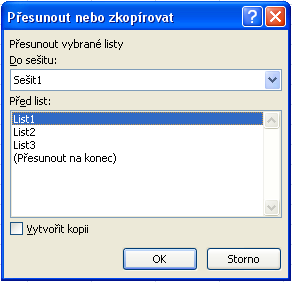 Přesunout nebo zkopírovat
Přesunout vybrané listy
Do sešitu:
Sešit1
Před list:
List1
List2
List3
(Přesunout na konec)
Vytvořit kopii
OK
Storno